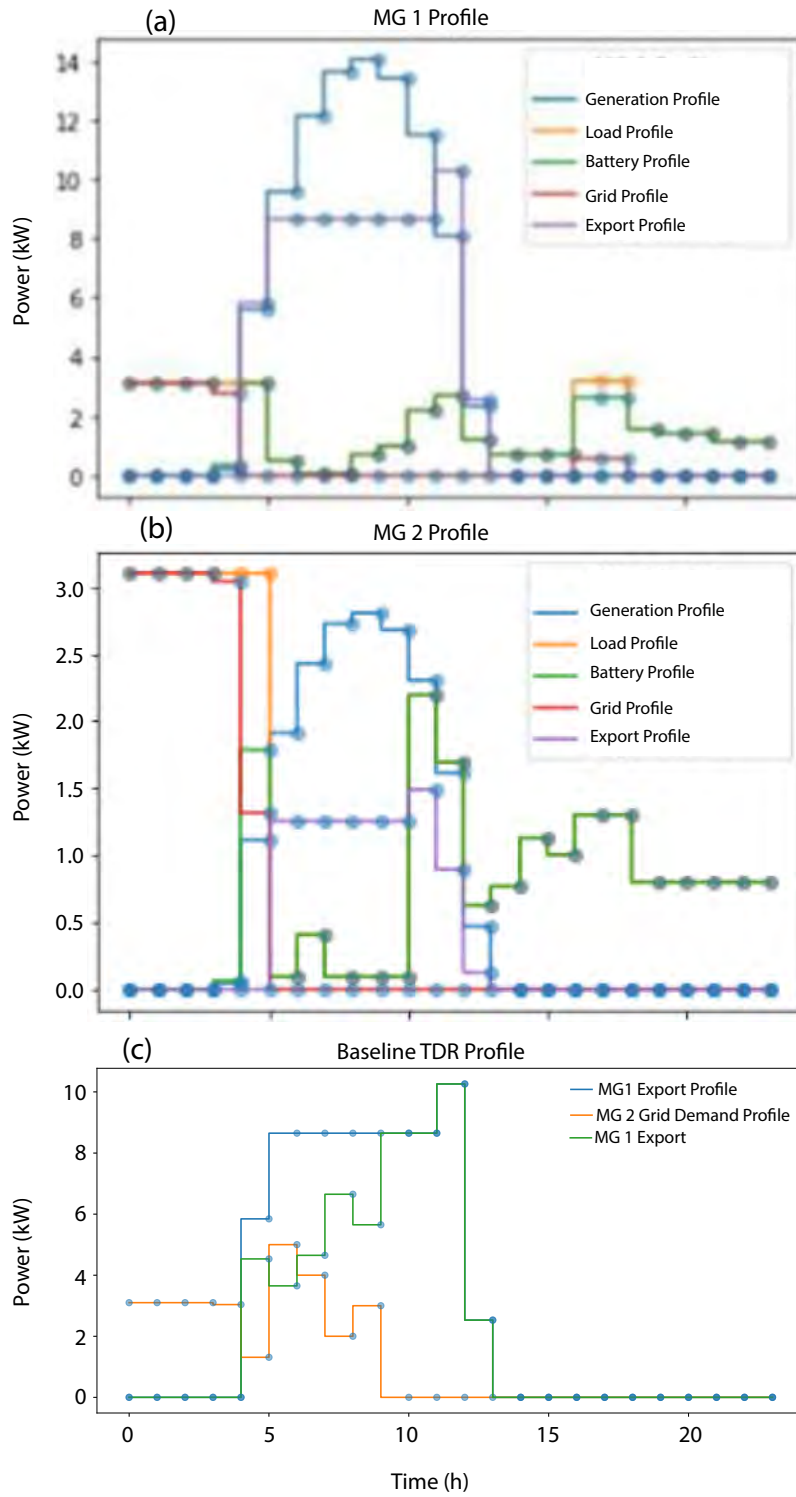 (a)
MG 1 Profile
14
12
10
8
6
4
2
0
Power (kW)
Generation Profile
Load Profile
Battery Profile
Grid Profile
Export Profile
(b)
MG 2 Profile
3.0
2.5
2.0
1.5
1.0
0.5
0.0
Power (kW)
Generation Profile
Load Profile
Battery Profile
Grid Profile
Export Profile
(c)
Baseline TDR Profile
10
8
6
4
2
0
Power (kW)
MG1 Export Profile
MG 2 Grid Demand Profile
MG 1 Export
0 5 10 15 20
Time (h)